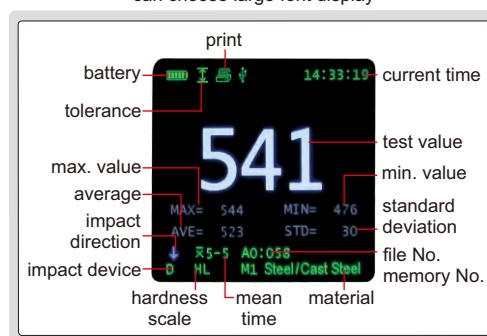 can choose large font display
print
battery
14:33:19
current time
tolerance
541
test value
max. value
min. value
MAX= 544 MIN= 476
average
standard deviation
AVE= 523 STD= 30
impact direction
x̅5-5 A0:058
file No.
impact device
D HL M1 Steel/Cast Steel
memory No.
hardness scale
mean time
material